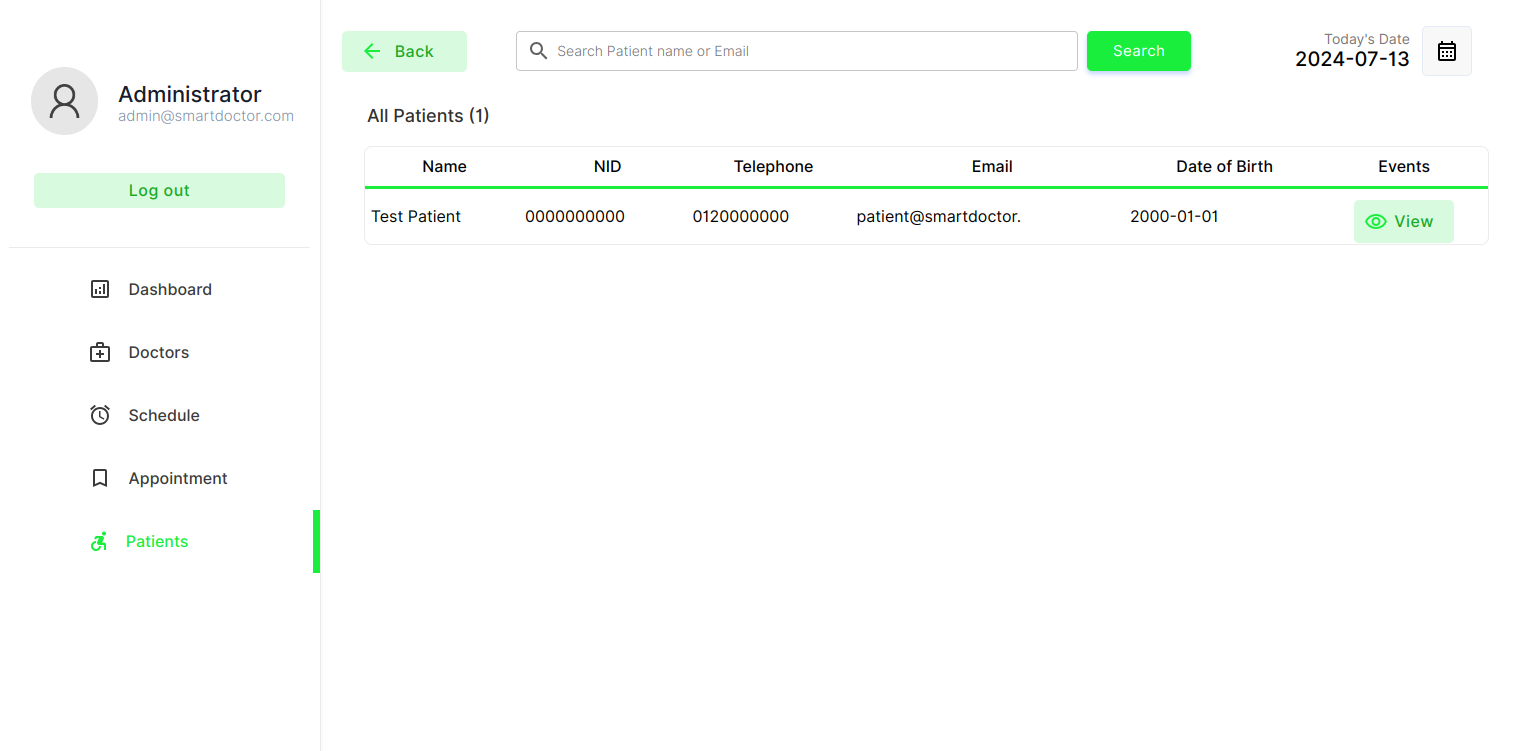 Administrator
admin@smartdoctor.com
Log out
Dashboard
Doctors
Schedule
Appointment
Patients
Back
Search Patient name or Email
Search
Today's Date
2024-07-13
All Patients (1)
Name NID Telephone Email Date of Birth Events
Test Patient 0000000000 0120000000 patient@smartdoctor. 2000-01-01 View